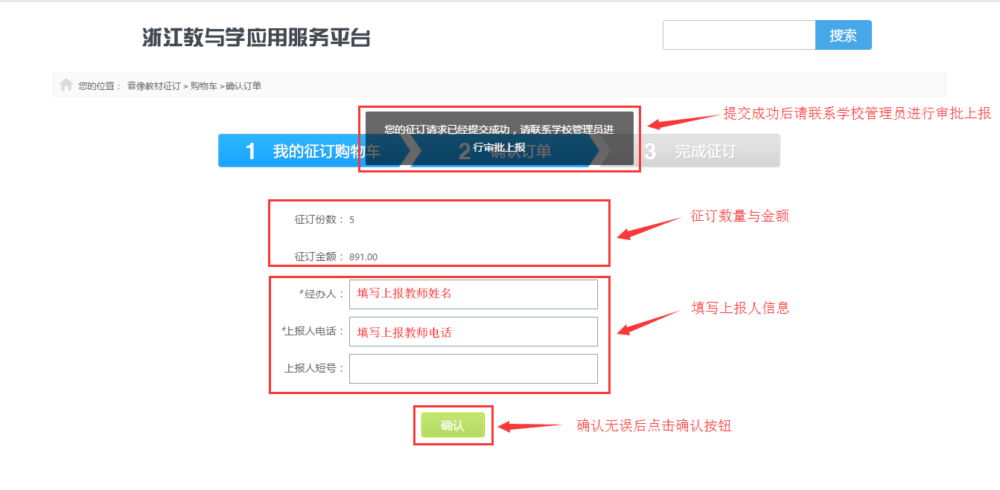 浙江教与学应用服务平台
搜索
您的位置： 音像教材征订 > 购物车 >确认订单
提交成功后请联系学校管理员进行审批上报
您的征订请求已经提交成功，请联系学校管理员进
行审批上报
1 我的征订购物车
2 确认订单
3 完成征订
征订份数： 5
征订数量与金额
征订金额： 891.00
*经办人： 填写上报教师姓名
填写上报人信息
*上报人电话： 填写上报教师电话
上报人短号：
确认
确认无误后点击确认按钮